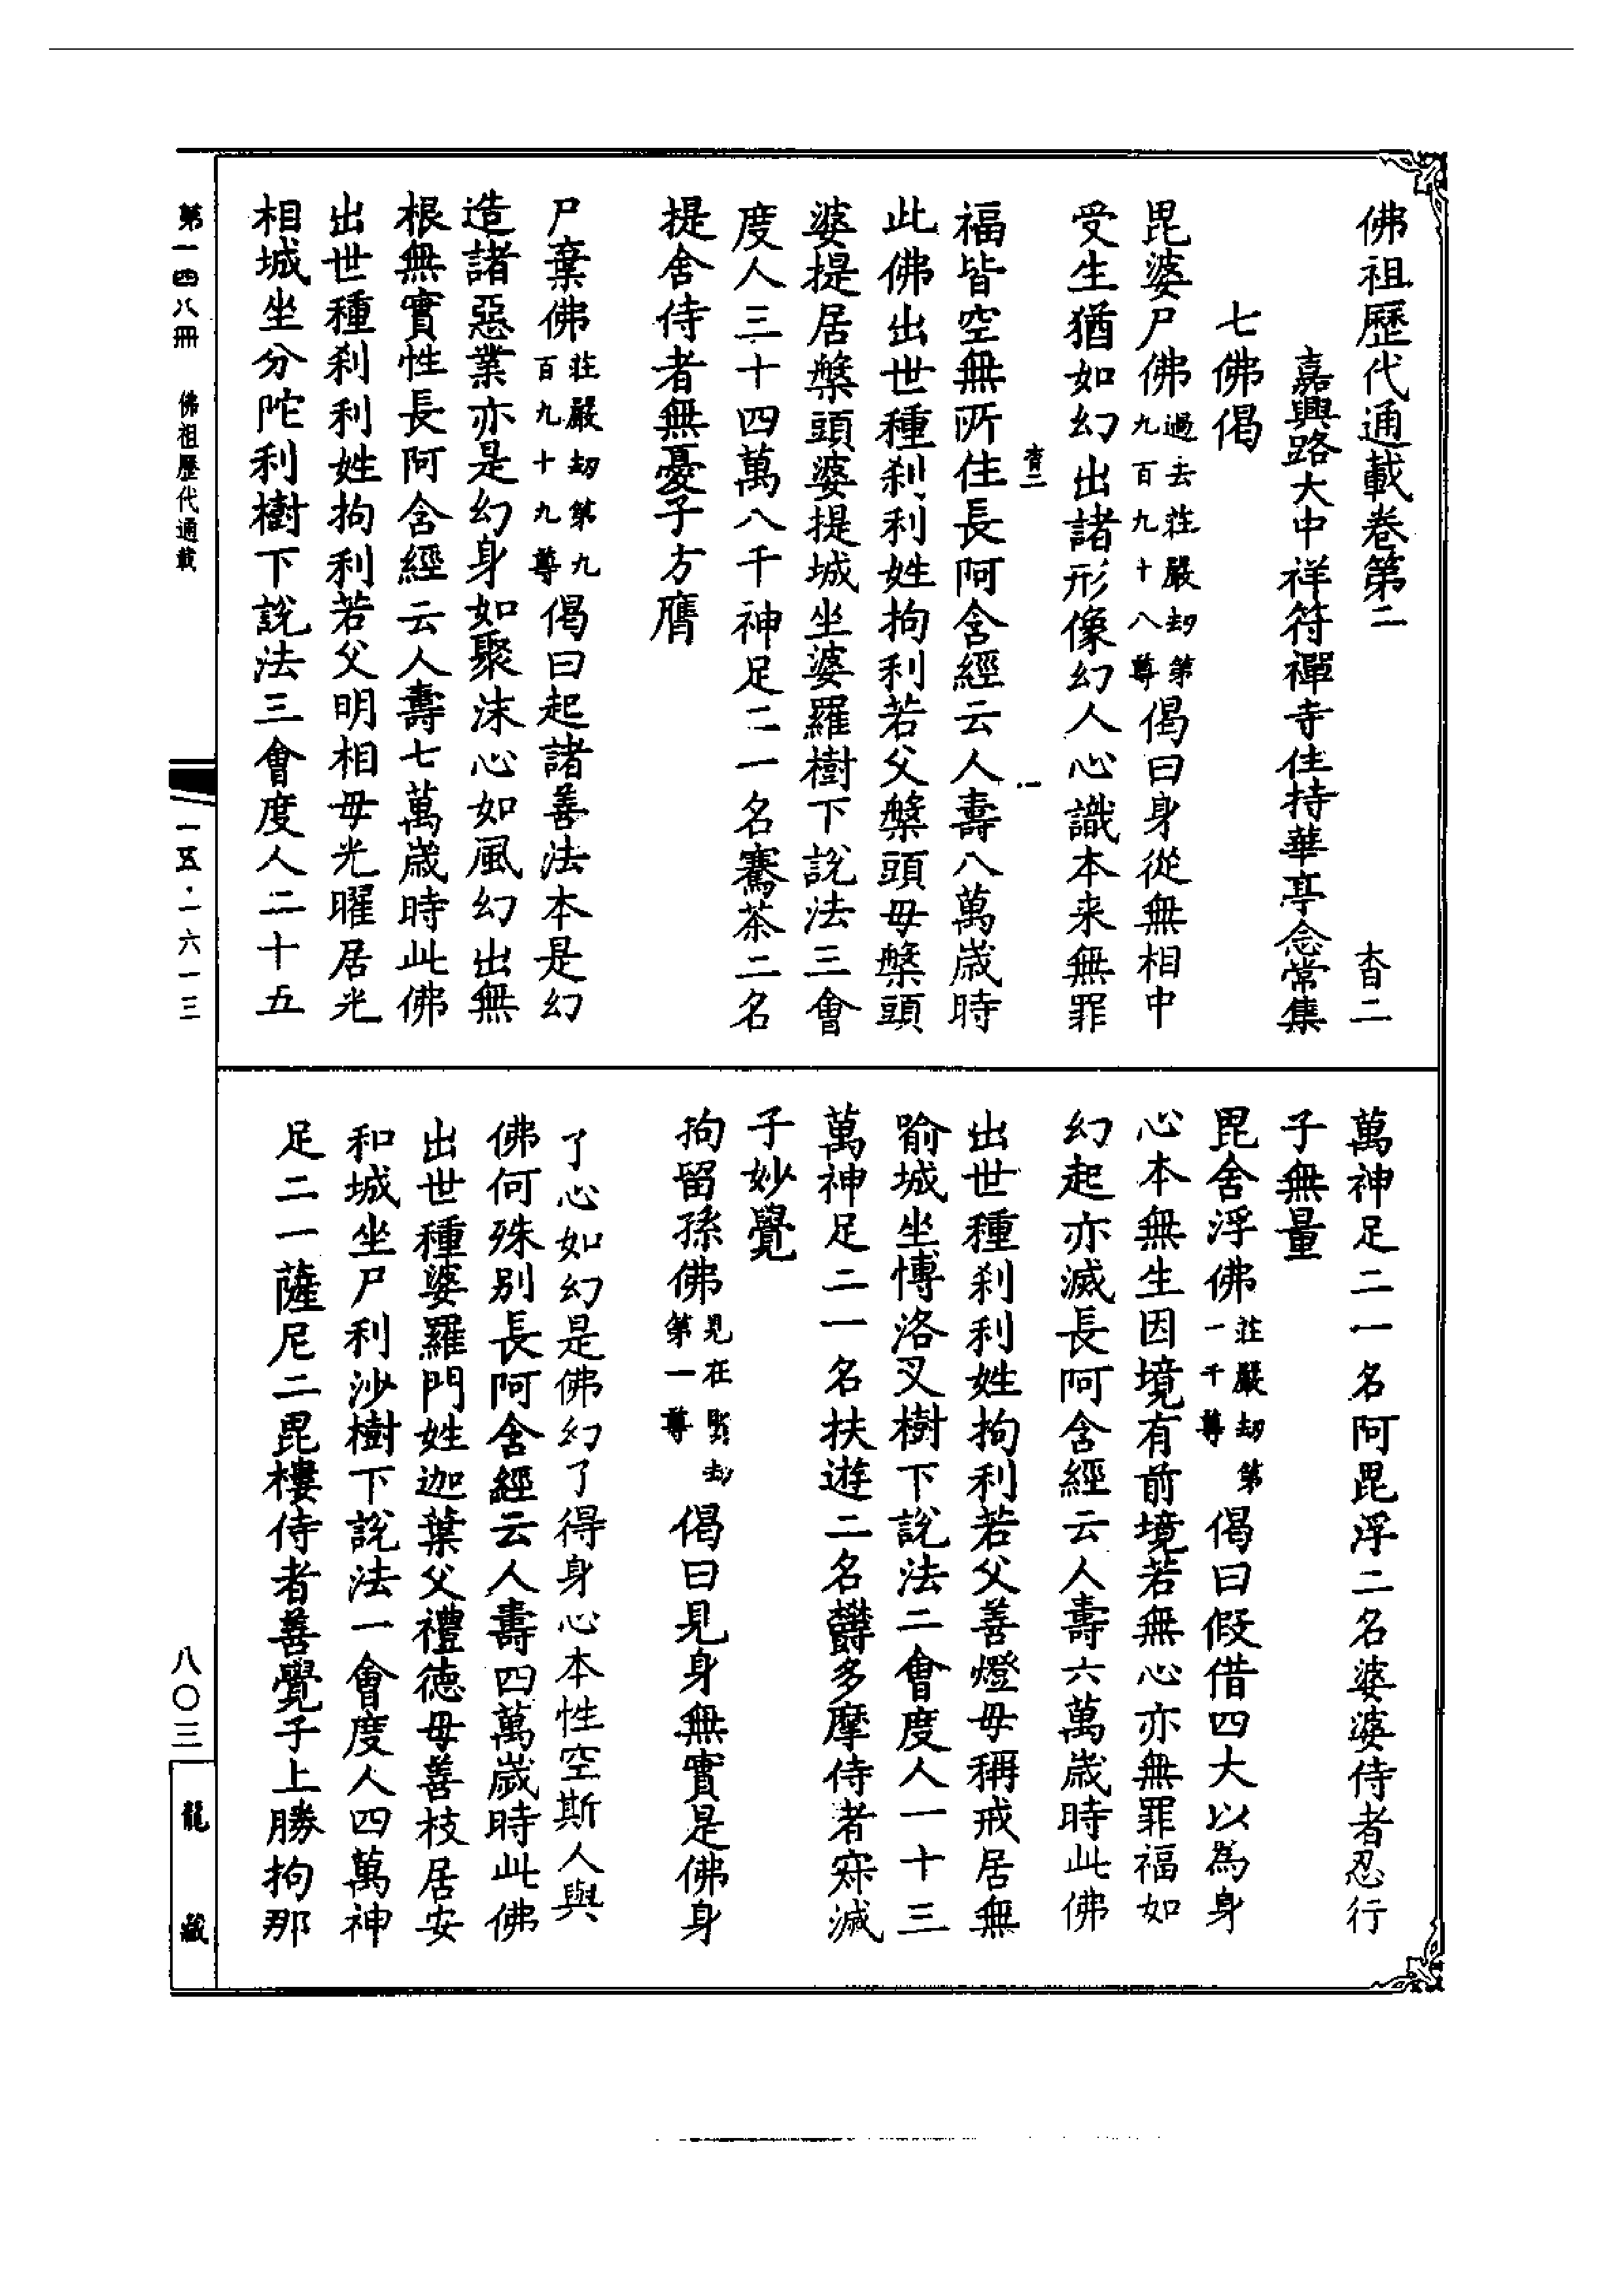 佛祖歷代通載卷第二 杳二
嘉興路大中祥符禪寺住持華亭念常集
七佛偈
毘婆尸佛過去莊嚴劫第九百九十八尊偈曰身從無相中
受生猶如幻出諸形像幻人心識本来無罪
杳二 一
福皆空無所住長阿含經云人壽八萬歲時
此佛出世種刹利姓拘利若父槃頭母槃頭
婆提居槃頭婆提城坐婆羅樹下說法三會
度人三十四萬八千神足二一名騫茶二名
提舍侍者無憂子方膺
尸棄佛莊嚴劫第九百九十九尊偈曰起諸善法本是幻
造諸惡業亦是幻身如聚沫心如風幻出無
根無實性長阿含經云人壽七萬歲時此佛
出世種刹利姓拘利若父明相母光曜居光
相城坐分陀利樹下說法三會度人二十五
萬神足二一名阿毘浮二名婆婆侍者忍行
子無量
毘舍浮佛莊嚴劫第一千尊偈曰假借四大以為身
心本無生因境有前境若無心亦無罪福如
幻起亦滅長阿含經云人壽六萬歲時此佛
出世種刹利姓拘利若父善燈母稱戒居無
喻城坐博洛叉樹下說法二會度人一十三
萬神足二一名扶遊二名欝多摩侍者寂滅
子妙覺
拘留孫佛見在賢劫第一尊偈曰見身無實是佛身
了心如幻是佛幻了得身心本性空斯人與
佛何殊別長阿含經云人壽四萬歲時此佛
出世種婆羅門姓迦葉父禮德母善枝居安
和城坐尸利沙樹下說法一會度人四萬神
足二一薩尼二毘樓侍者善覺子上勝拘那
第一四八冊 佛祖歷代通載
一五·一六一三
八〇三
龍藏